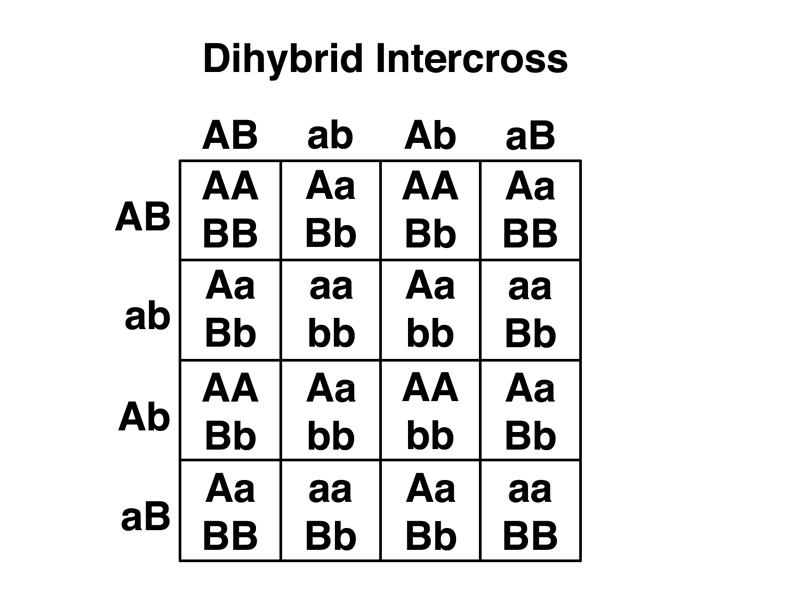 Dihybrid Intercross
AB ab Ab aB
AB
AA Aa AA Aa
BB Bb Bb BB
ab
Aa aa Aa aa
Bb bb bb Bb
Ab
AA Aa AA Aa
Bb bb bb Bb
aB
Aa aa Aa aa
BB Bb Bb BB